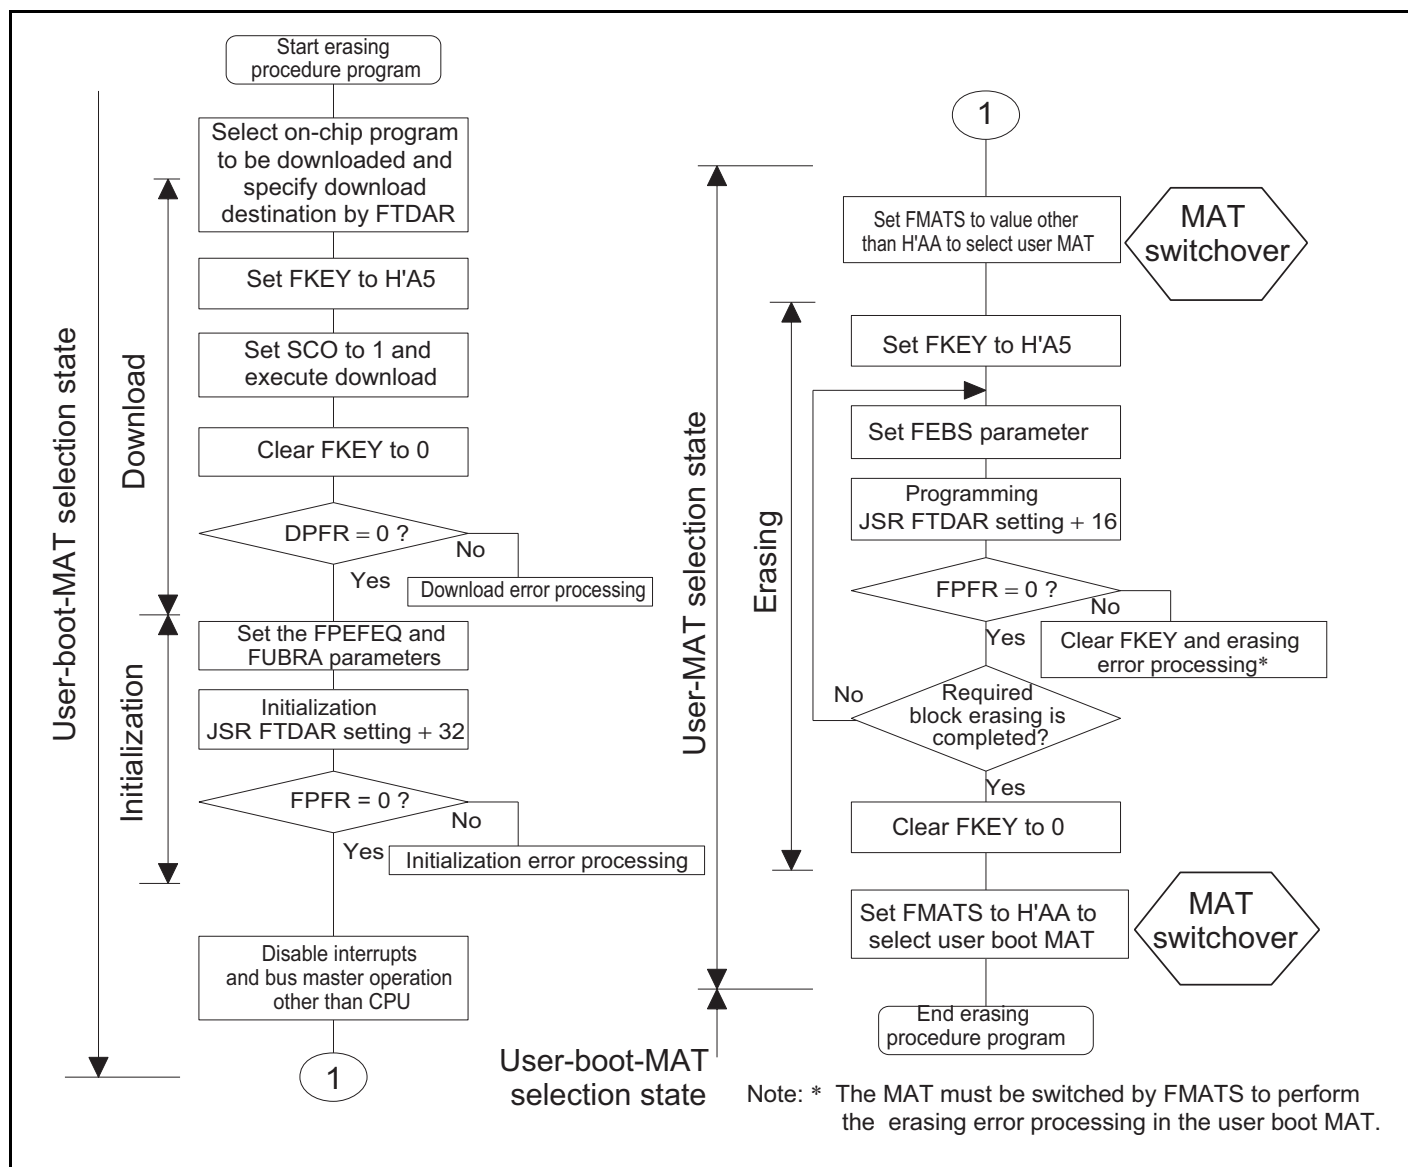 Start erasing
procedure program
Select on-chip program
to be downloaded and
specify download
destination by FTDAR
Set FKEY to H'A5
Set SCO to 1 and
execute download
Clear FKEY to 0
DPFR = 0 ?
No
Yes
Download error processing
Set the FPEFEQ and
FUBRA parameters
Initialization
JSR FTDAR setting + 32
FPFR = 0 ?
No
Yes
Initialization error processing
Disable interrupts
and bus master operation
other than CPU
1
User-boot-MAT selection state
Download
Initialization
1
Set FMATS to value other
than H'AA to select user MAT
MAT
switchover
Set FKEY to H'A5
Set FEBS parameter
Programming
JSR FTDAR setting + 16
FPFR = 0 ?
No
Yes
Clear FKEY and erasing
error processing*
No
Required
block erasing is
completed?
Yes
Clear FKEY to 0
Set FMATS to H'AA to
select user boot MAT
MAT
switchover
End erasing
procedure program
User-MAT selection state
Erasing
User-boot-MAT
selection state
Note: * The MAT must be switched by FMATS to perform
the erasing error processing in the user boot MAT.